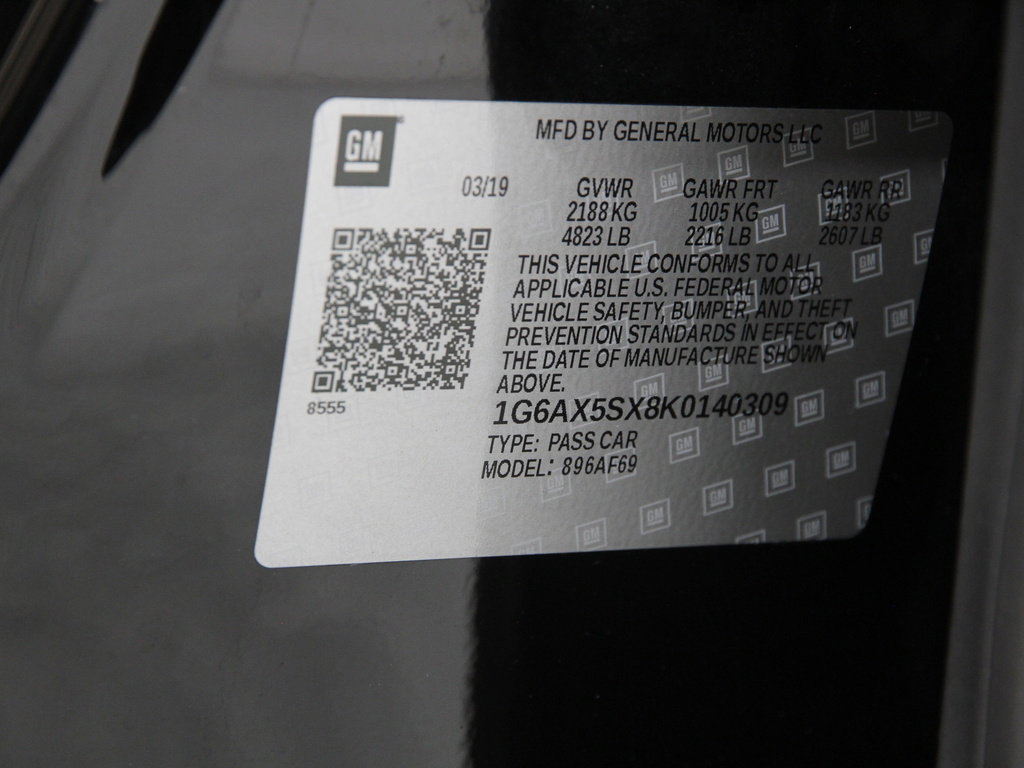 GM
MFD BY GENERAL MOTORS LLC
03/19 GVWR GAWR FRT GAWR RR
2188 KG 1005 KG 1183 KG
4823 LB 2216 LB 2607 LB
THIS VEHICLE CONFORMS TO ALL
APPLICABLE U.S. FEDERAL MOTOR
VEHICLE SAFETY, BUMPER, AND THEFT
PREVENTION STANDARDS IN EFFECT ON
THE DATE OF MANUFACTURE SHOWN
ABOVE.
8555
1G6AX5SX8K0140309
TYPE: PASS CAR
MODEL: 896AF69